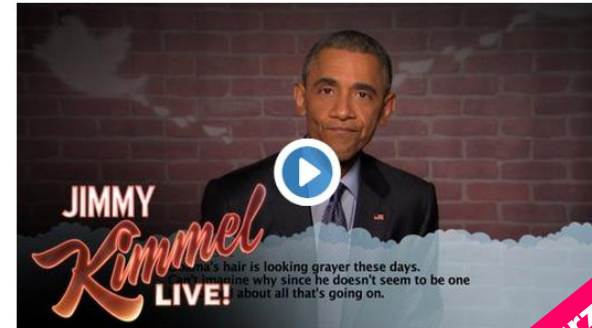 JIMMY
Kimmel
LIVE!
hair is looking grayer these days.
imagine why since he doesn't seem to be one
about all that's going on.